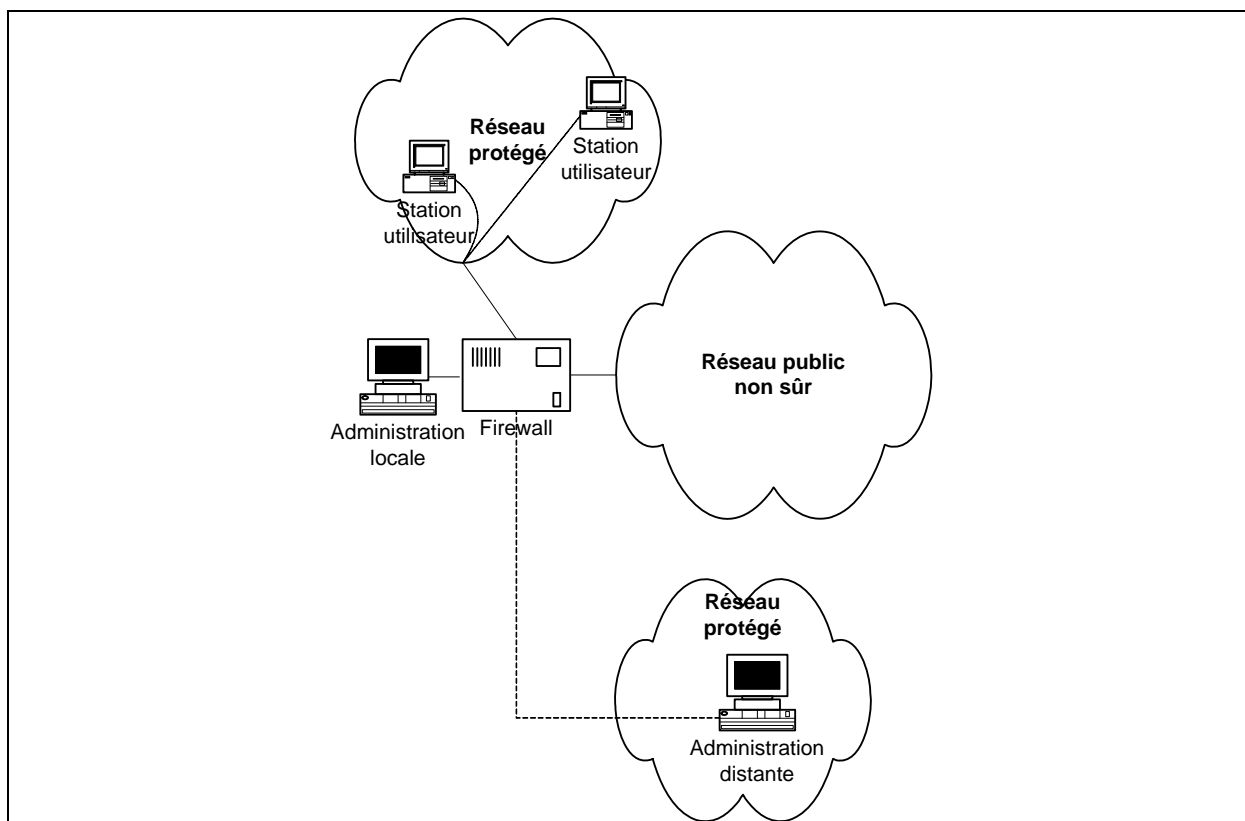 Réseau
protégé
Station
utilisateur
Station
utilisateur
Réseau public
non sûr
Administration
locale
Firewall
Réseau
protégé
Administration
distante